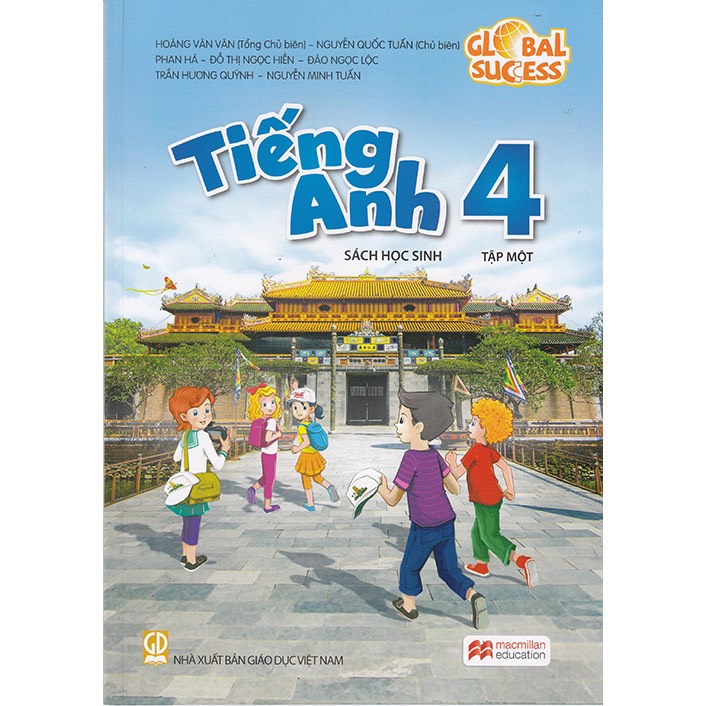 HOÀNG VĂN VÂN (Tổng Chủ biên) – NGUYỄN QUỐC TUẤN (Chủ biên)
PHAN HÀ – ĐỖ THỊ NGỌC HIỀN – ĐÀO NGỌC LỘC
TRẦN HƯƠNG QUỲNH – NGUYỄN MINH TUẤN
GLOBAL
SUCCESS
Tiếng
Anh 4
SÁCH HỌC SINH TẬP MỘT
GD
NHÀ XUẤT BẢN GIÁO DỤC VIỆT NAM
macmillan
education